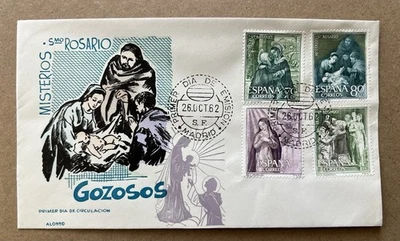 MISTERIOS
Smo ROSARIO
GOZOSOS
PRIMER DIA DE CIRCULACION
ALONSO
PRIMER DIA DE EMISION
26.OCT.62
S.F.
MADRID
ESPAÑA
CORREOS
ESPAÑA
CORREOS
80
26 OCT.62
S.F.
MADRID
ESPAÑA
ESPAÑA
CORREOS